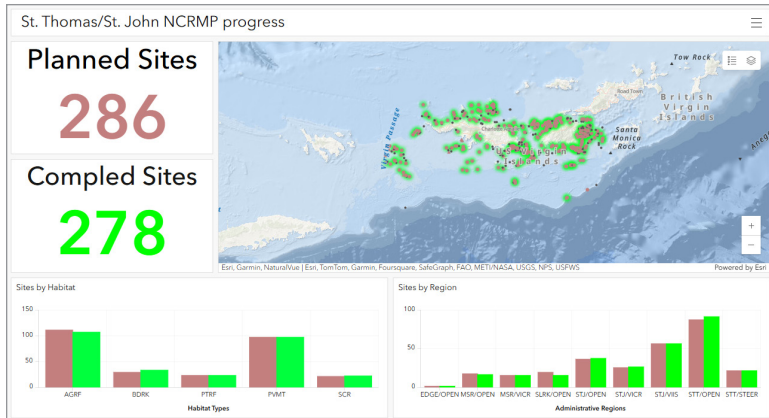 St. Thomas/St. John NCRMP progress
Planned Sites
286
Compled Sites
278
Tow Rock
Road Town
British
Virgin
Islands
Virgin Passage
Santa
Monica
Rock
Esri, Garmin, NaturalVue | Esri, TomTom, Garmin, Foursquare, SafeGraph, FAO, METI/NASA, USGS, NPS, USFWS
Powered by Esri
Sites by Habitat
150
100
50
0
AGRF BDRK PTRF PVMT SCR
Habitat Types
Sites by Region
100
50
0
EDGE/OPEN MSR/OPEN MSR/VICR SLRK/OPEN STJ/OPEN STJ/VICR STJ/VIIS STT/OPEN STT/STEER
Administrative Regions